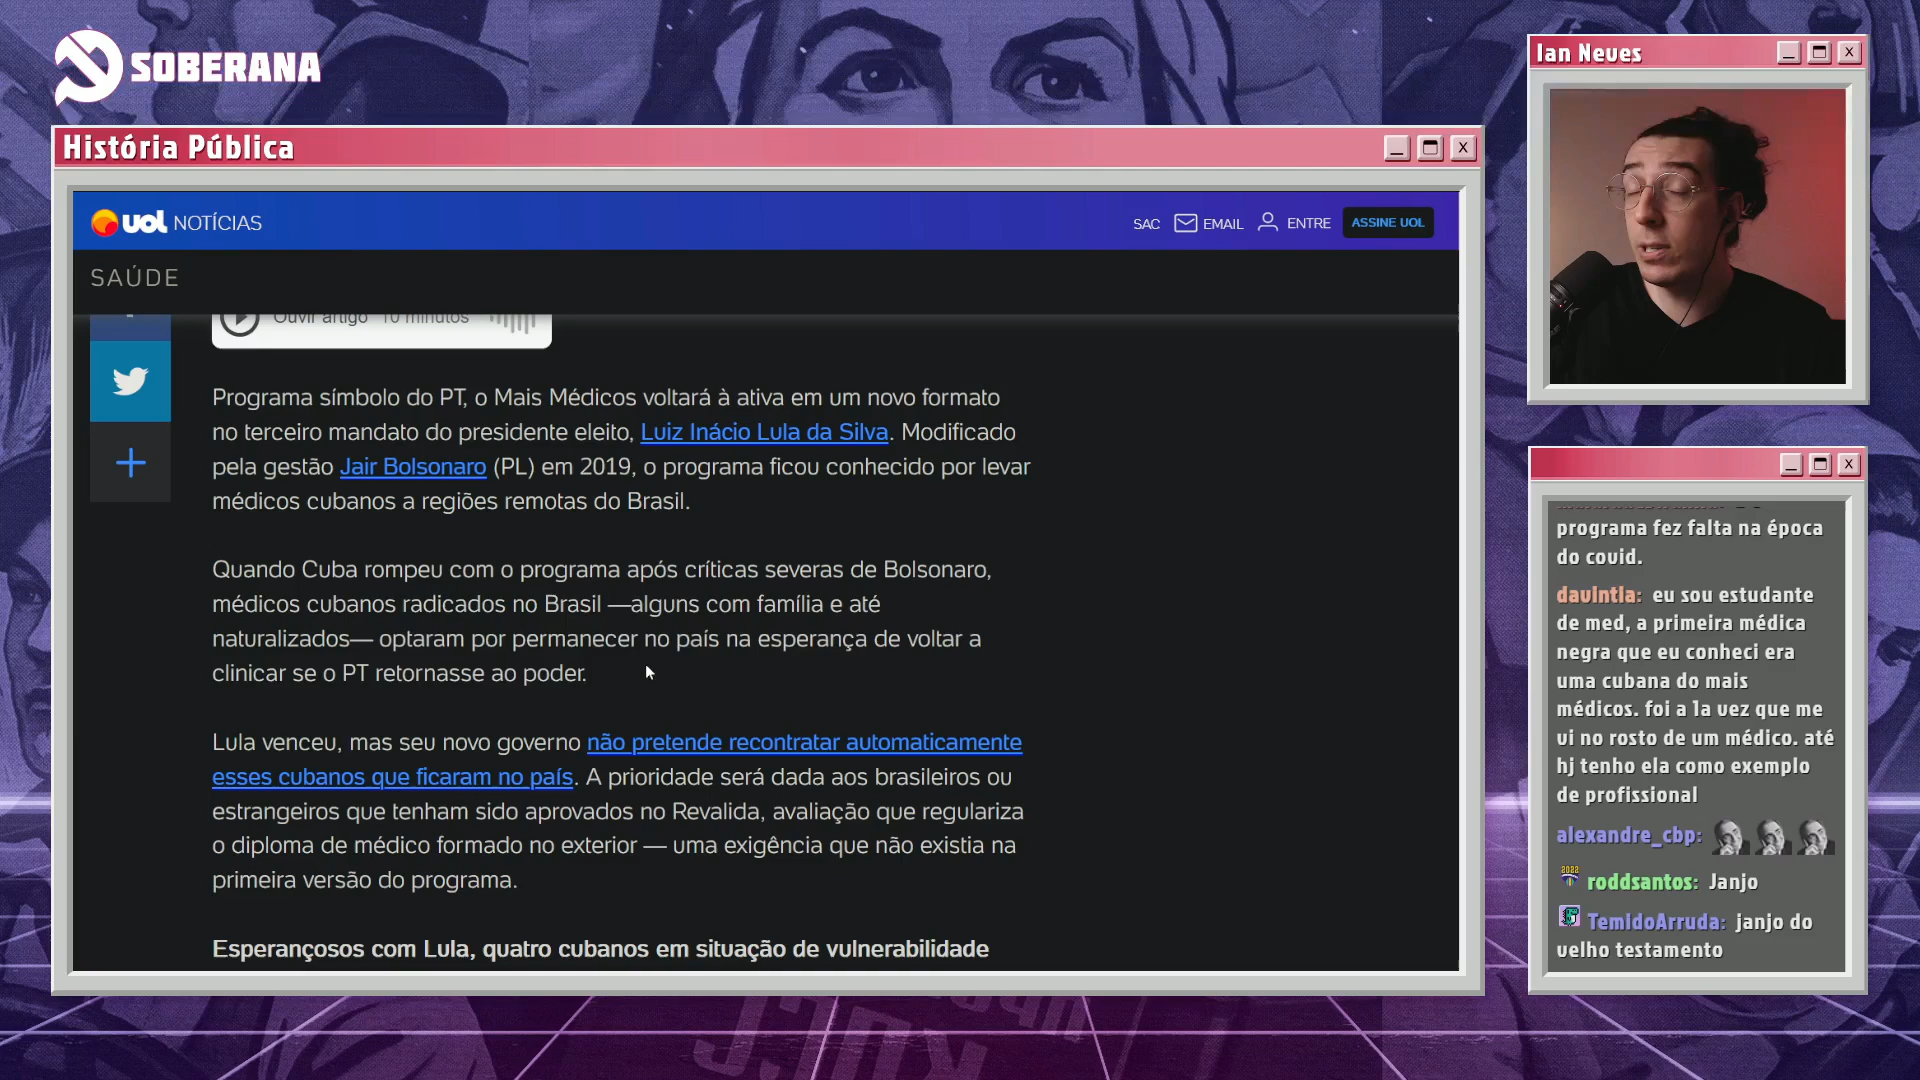 SOBERANA
História Pública
uol NOTÍCIAS
SAC
EMAIL
ENTRE
ASSINE UOL
SAÚDE
Ouvir artigo 10 minutos
Programa símbolo do PT, o Mais Médicos voltará à ativa em um novo formato
no terceiro mandato do presidente eleito, Luiz Inácio Lula da Silva. Modificado
pela gestão Jair Bolsonaro (PL) em 2019, o programa ficou conhecido por levar
médicos cubanos a regiões remotas do Brasil.
Quando Cuba rompeu com o programa após críticas severas de Bolsonaro,
médicos cubanos radicados no Brasil —alguns com família e até
naturalizados— optaram por permanecer no país na esperança de voltar a
clinicar se o PT retornasse ao poder.
Lula venceu, mas seu novo governo não pretende recontratar automaticamente
esses cubanos que ficaram no país. A prioridade será dada aos brasileiros ou
estrangeiros que tenham sido aprovados no Revalida, avaliação que regulariza
o diploma de médico formado no exterior — uma exigência que não existia na
primeira versão do programa.
Esperançosos com Lula, quatro cubanos em situação de vulnerabilidade
Ian Neves
programa fez falta na época
do covid.
davintla: eu sou estudante
de med, a primeira médica
negra que eu conheci era
uma cubana do mais
médicos. foi a 1a vez que me
vi no rosto de um médico. até
hj tenho ela como exemplo
de profissional
alexandre_cbp:
2022
roddsantos: Janjo
TemidoArruda: janjo do
velho testamento